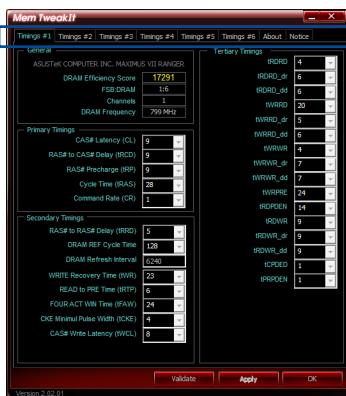 Mem TweakIt
Timings #1 Timings #2 Timings #3 Timings #4 Timings #5 Timings #6 About Notice
General
ASUSTeK COMPUTER INC. MAXIMUS VII RANGER
DRAM Efficiency Score 17291
FSB:DRAM 1:6
Channels 1
DRAM Frequency 799 MHz
Primary Timings
CAS# Latency (CL) 9
RAS# to CAS# Delay (tRCD) 9
RAS# Precharge (tRP) 9
Cycle Time (tRAS) 28
Command Rate (CR) 1
Secondary Timings
RAS# to RAS# Delay (tRRD) 5
DRAM REF Cycle Time 128
DRAM Refresh Interval 6240
WRITE Recovery Time (tWR) 23
READ to PRE Time (tRTP) 6
FOUR ACT WIN Time (tFAW) 24
CKE Minimul Pulse Width (tCKE) 4
CAS# Write Latency (tWCL) 8
Tertiary Timings
tRDRD 4
tRDRD_dr 6
tRDRD_dd 6
tWRRD 20
tWRRD_dr 5
tWRRD_dd 6
tWRWR 4
tWRWR_dr 7
tWRWR_dd 7
tWRPRE 24
tRDPDEN 14
tRDWR 9
tRDWR_dr 9
tRDWR_dd 9
tCPDED 1
tPRPDEN 1
Validate Apply OK
Version 2.02.01